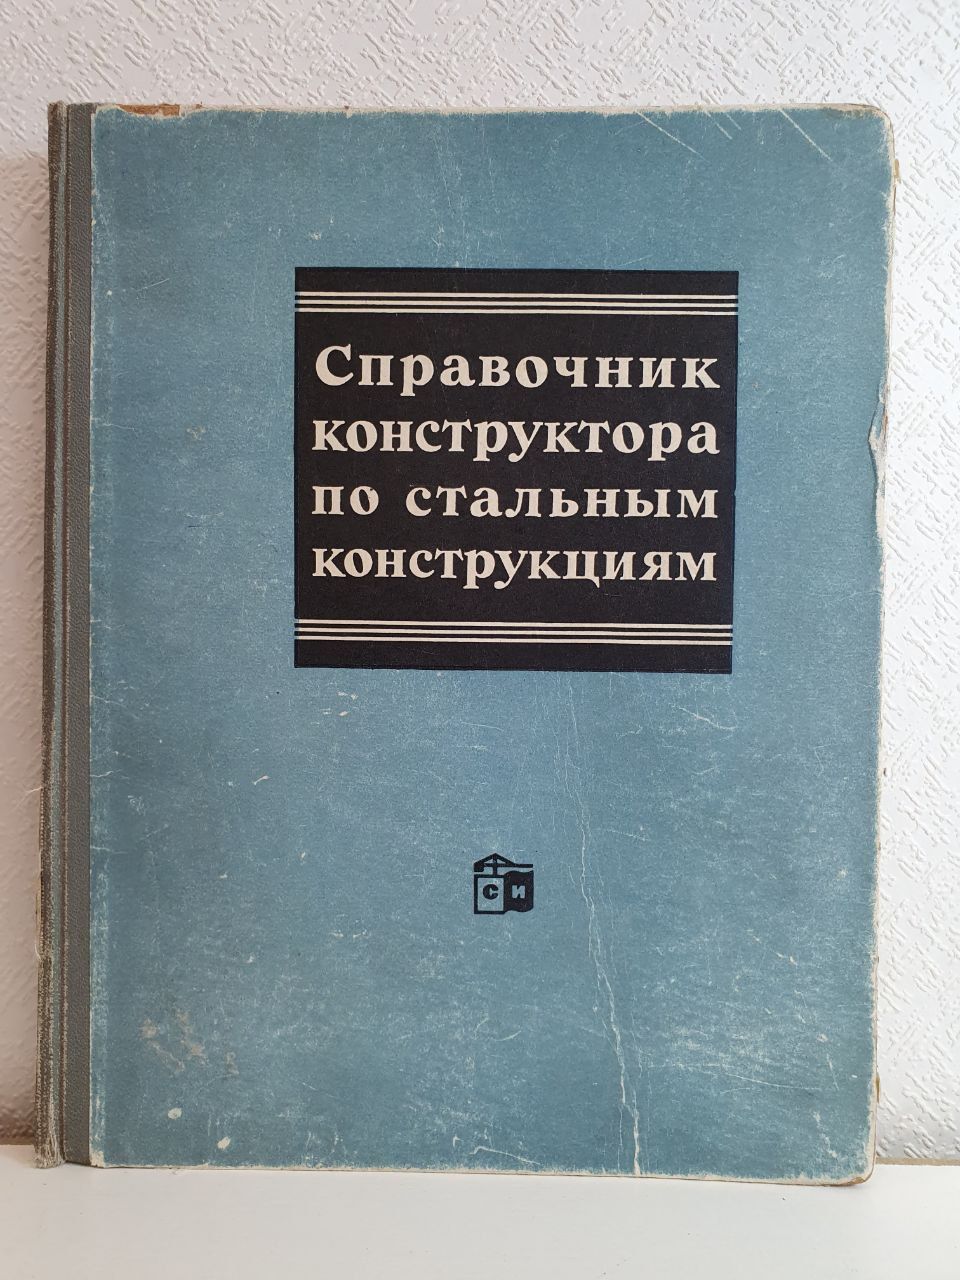 Справочник
конструктора
по стальным
конструкциям
СИ